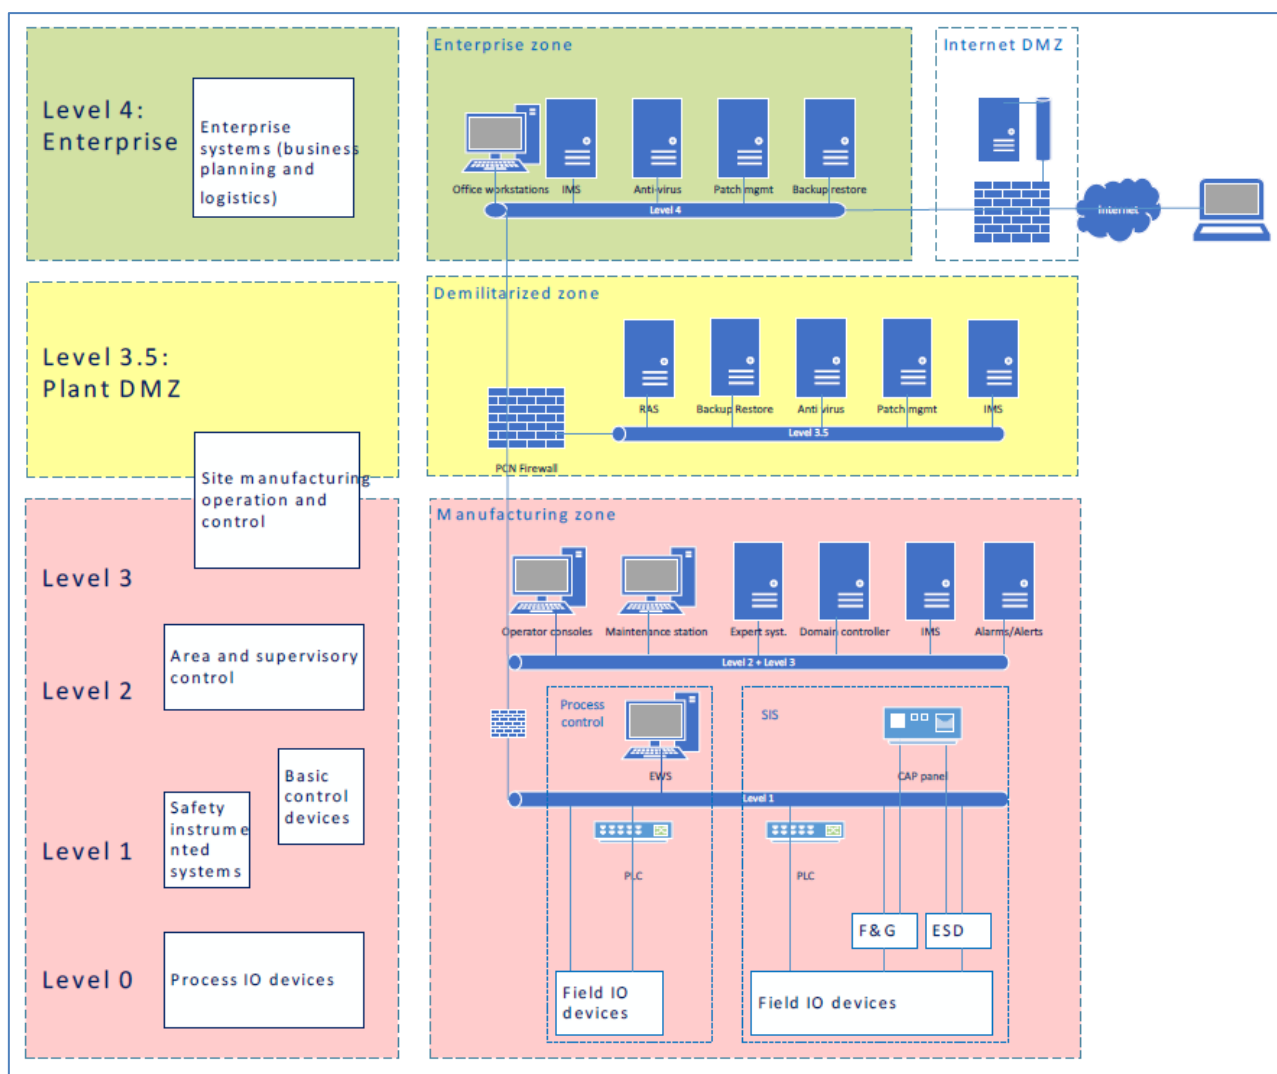 Level 4:
Enterprise
Enterprise
systems (business
planning and
logistics)
Enterprise zone
Office workstations
IMS
Anti-virus
Patch mgmt
Backup restore
Level 4
Internet DMZ
Internet
Level 3.5:
Plant DMZ
Demilitarized zone
RAS
Backup Restore
Anti-virus
Patch mgmt
IMS
Level 3.5
PCN Firewall
Site manufacturing
operation and
control
Level 3
Level 2
Area and supervisory
control
Basic
control
devices
Safety
instrume
nted
systems
Level 1
Level 0
Process IO devices
Manufacturing zone
Operator consoles
Maintenance station
Expert syst.
Domain controller
IMS
Alarms/Alerts
Level 2 + Level 3
Process
control
EWS
SIS
CAP panel
Level 1
PLC
PLC
F&G
ESD
Field IO
devices
Field IO devices